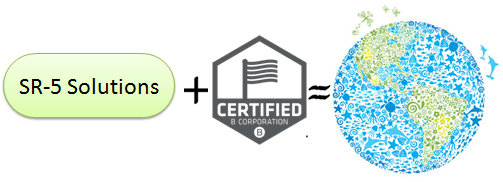 SR-5 Solutions
+
CERTIFIED
B CORPORATION
B
=